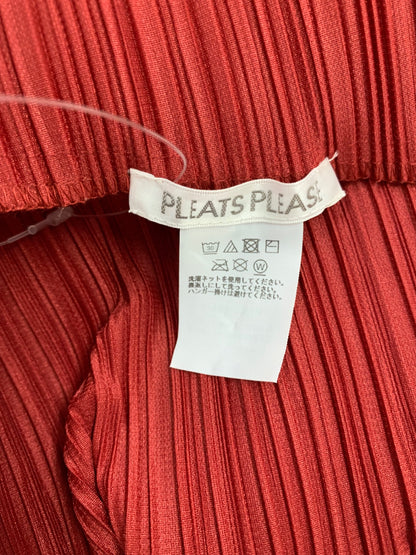 PLEATS PLEASE
30
W
洗濯ネットを使用してください。
裏返しにして洗ってください。
ハンガー掛けは避けてください。